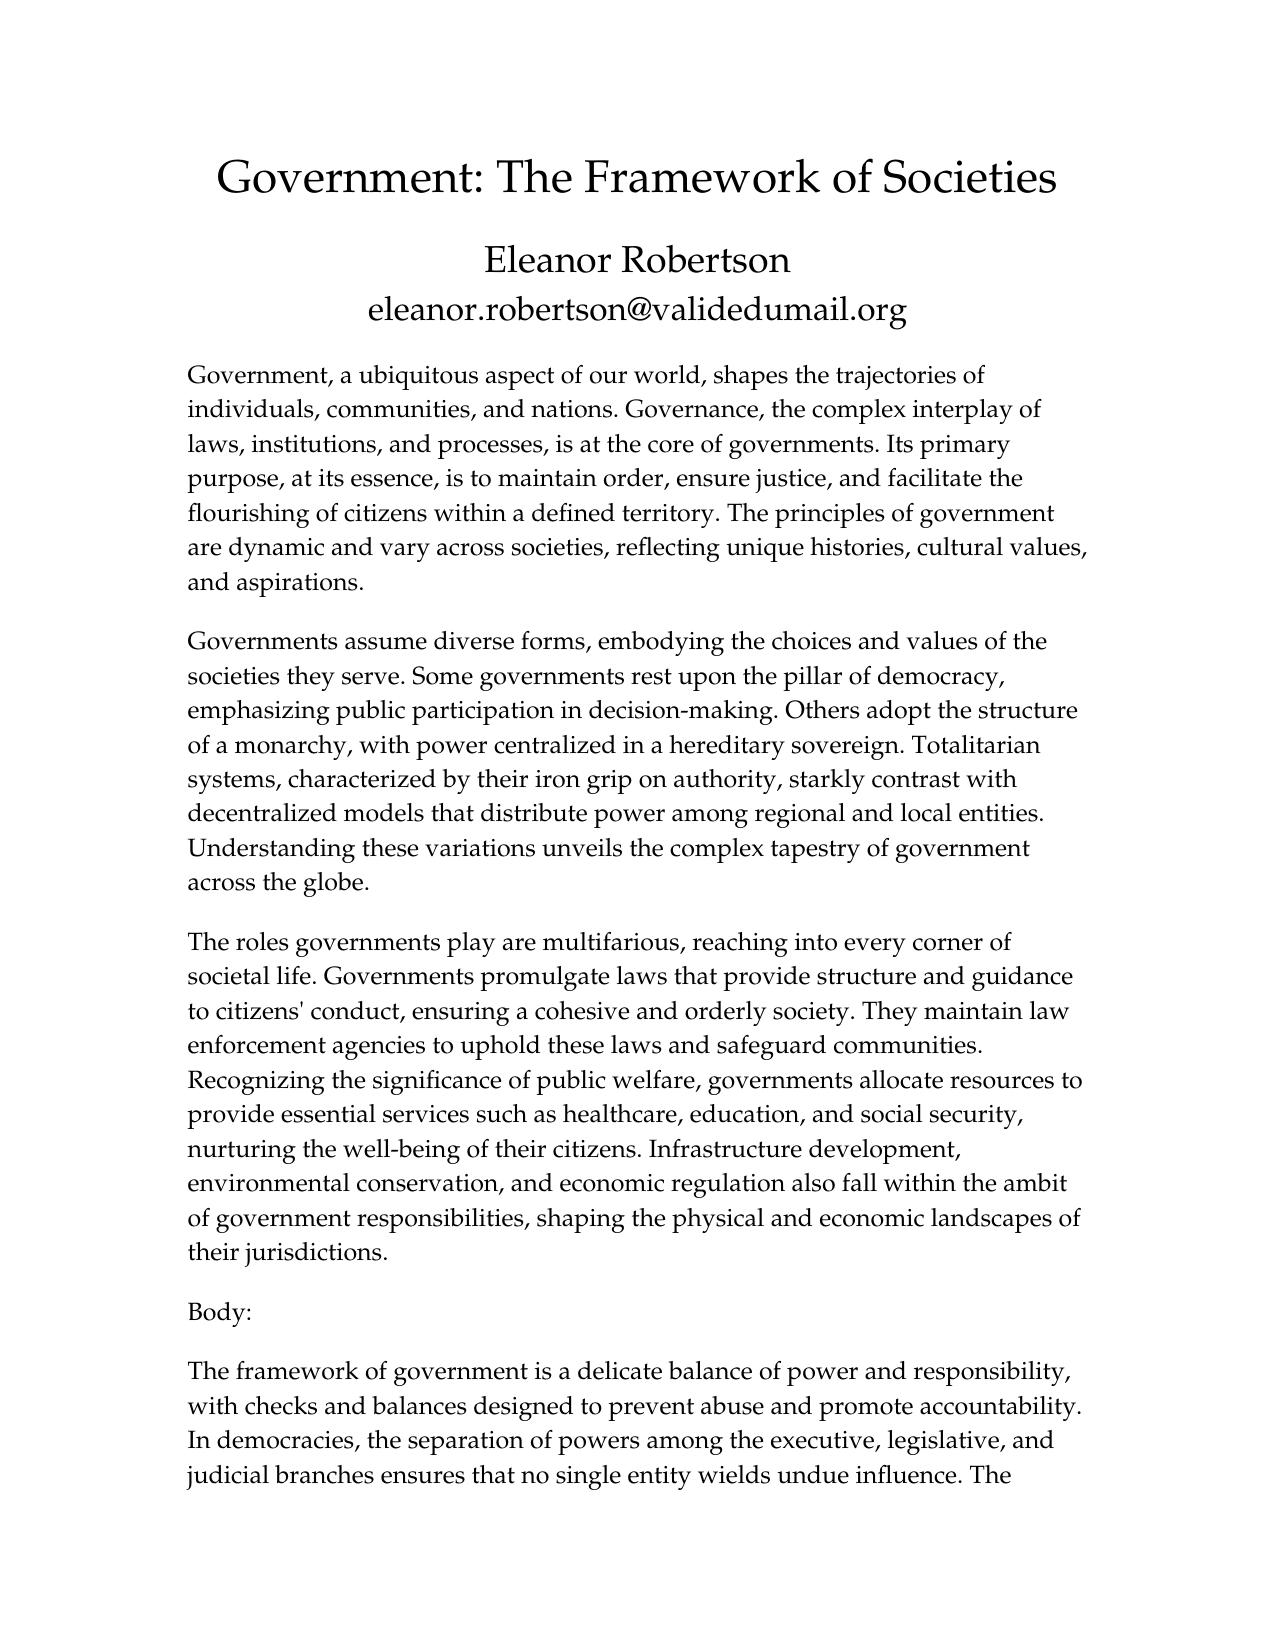 Government: The Framework of Societies
Eleanor Robertson
eleanor.robertson@validedumail.org
Government, a ubiquitous aspect of our world, shapes the trajectories of
individuals, communities, and nations. Governance, the complex interplay of
laws, institutions, and processes, is at the core of governments. Its primary
purpose, at its essence, is to maintain order, ensure justice, and facilitate the
flourishing of citizens within a defined territory. The principles of government
are dynamic and vary across societies, reflecting unique histories, cultural values,
and aspirations.
Governments assume diverse forms, embodying the choices and values of the
societies they serve. Some governments rest upon the pillar of democracy,
emphasizing public participation in decision-making. Others adopt the structure
of a monarchy, with power centralized in a hereditary sovereign. Totalitarian
systems, characterized by their iron grip on authority, starkly contrast with
decentralized models that distribute power among regional and local entities.
Understanding these variations unveils the complex tapestry of government
across the globe.
The roles governments play are multifarious, reaching into every corner of
societal life. Governments promulgate laws that provide structure and guidance
to citizens' conduct, ensuring a cohesive and orderly society. They maintain law
enforcement agencies to uphold these laws and safeguard communities.
Recognizing the significance of public welfare, governments allocate resources to
provide essential services such as healthcare, education, and social security,
nurturing the well-being of their citizens. Infrastructure development,
environmental conservation, and economic regulation also fall within the ambit
of government responsibilities, shaping the physical and economic landscapes of
their jurisdictions.
Body:
The framework of government is a delicate balance of power and responsibility,
with checks and balances designed to prevent abuse and promote accountability.
In democracies, the separation of powers among the executive, legislative, and
judicial branches ensures that no single entity wields undue influence. The